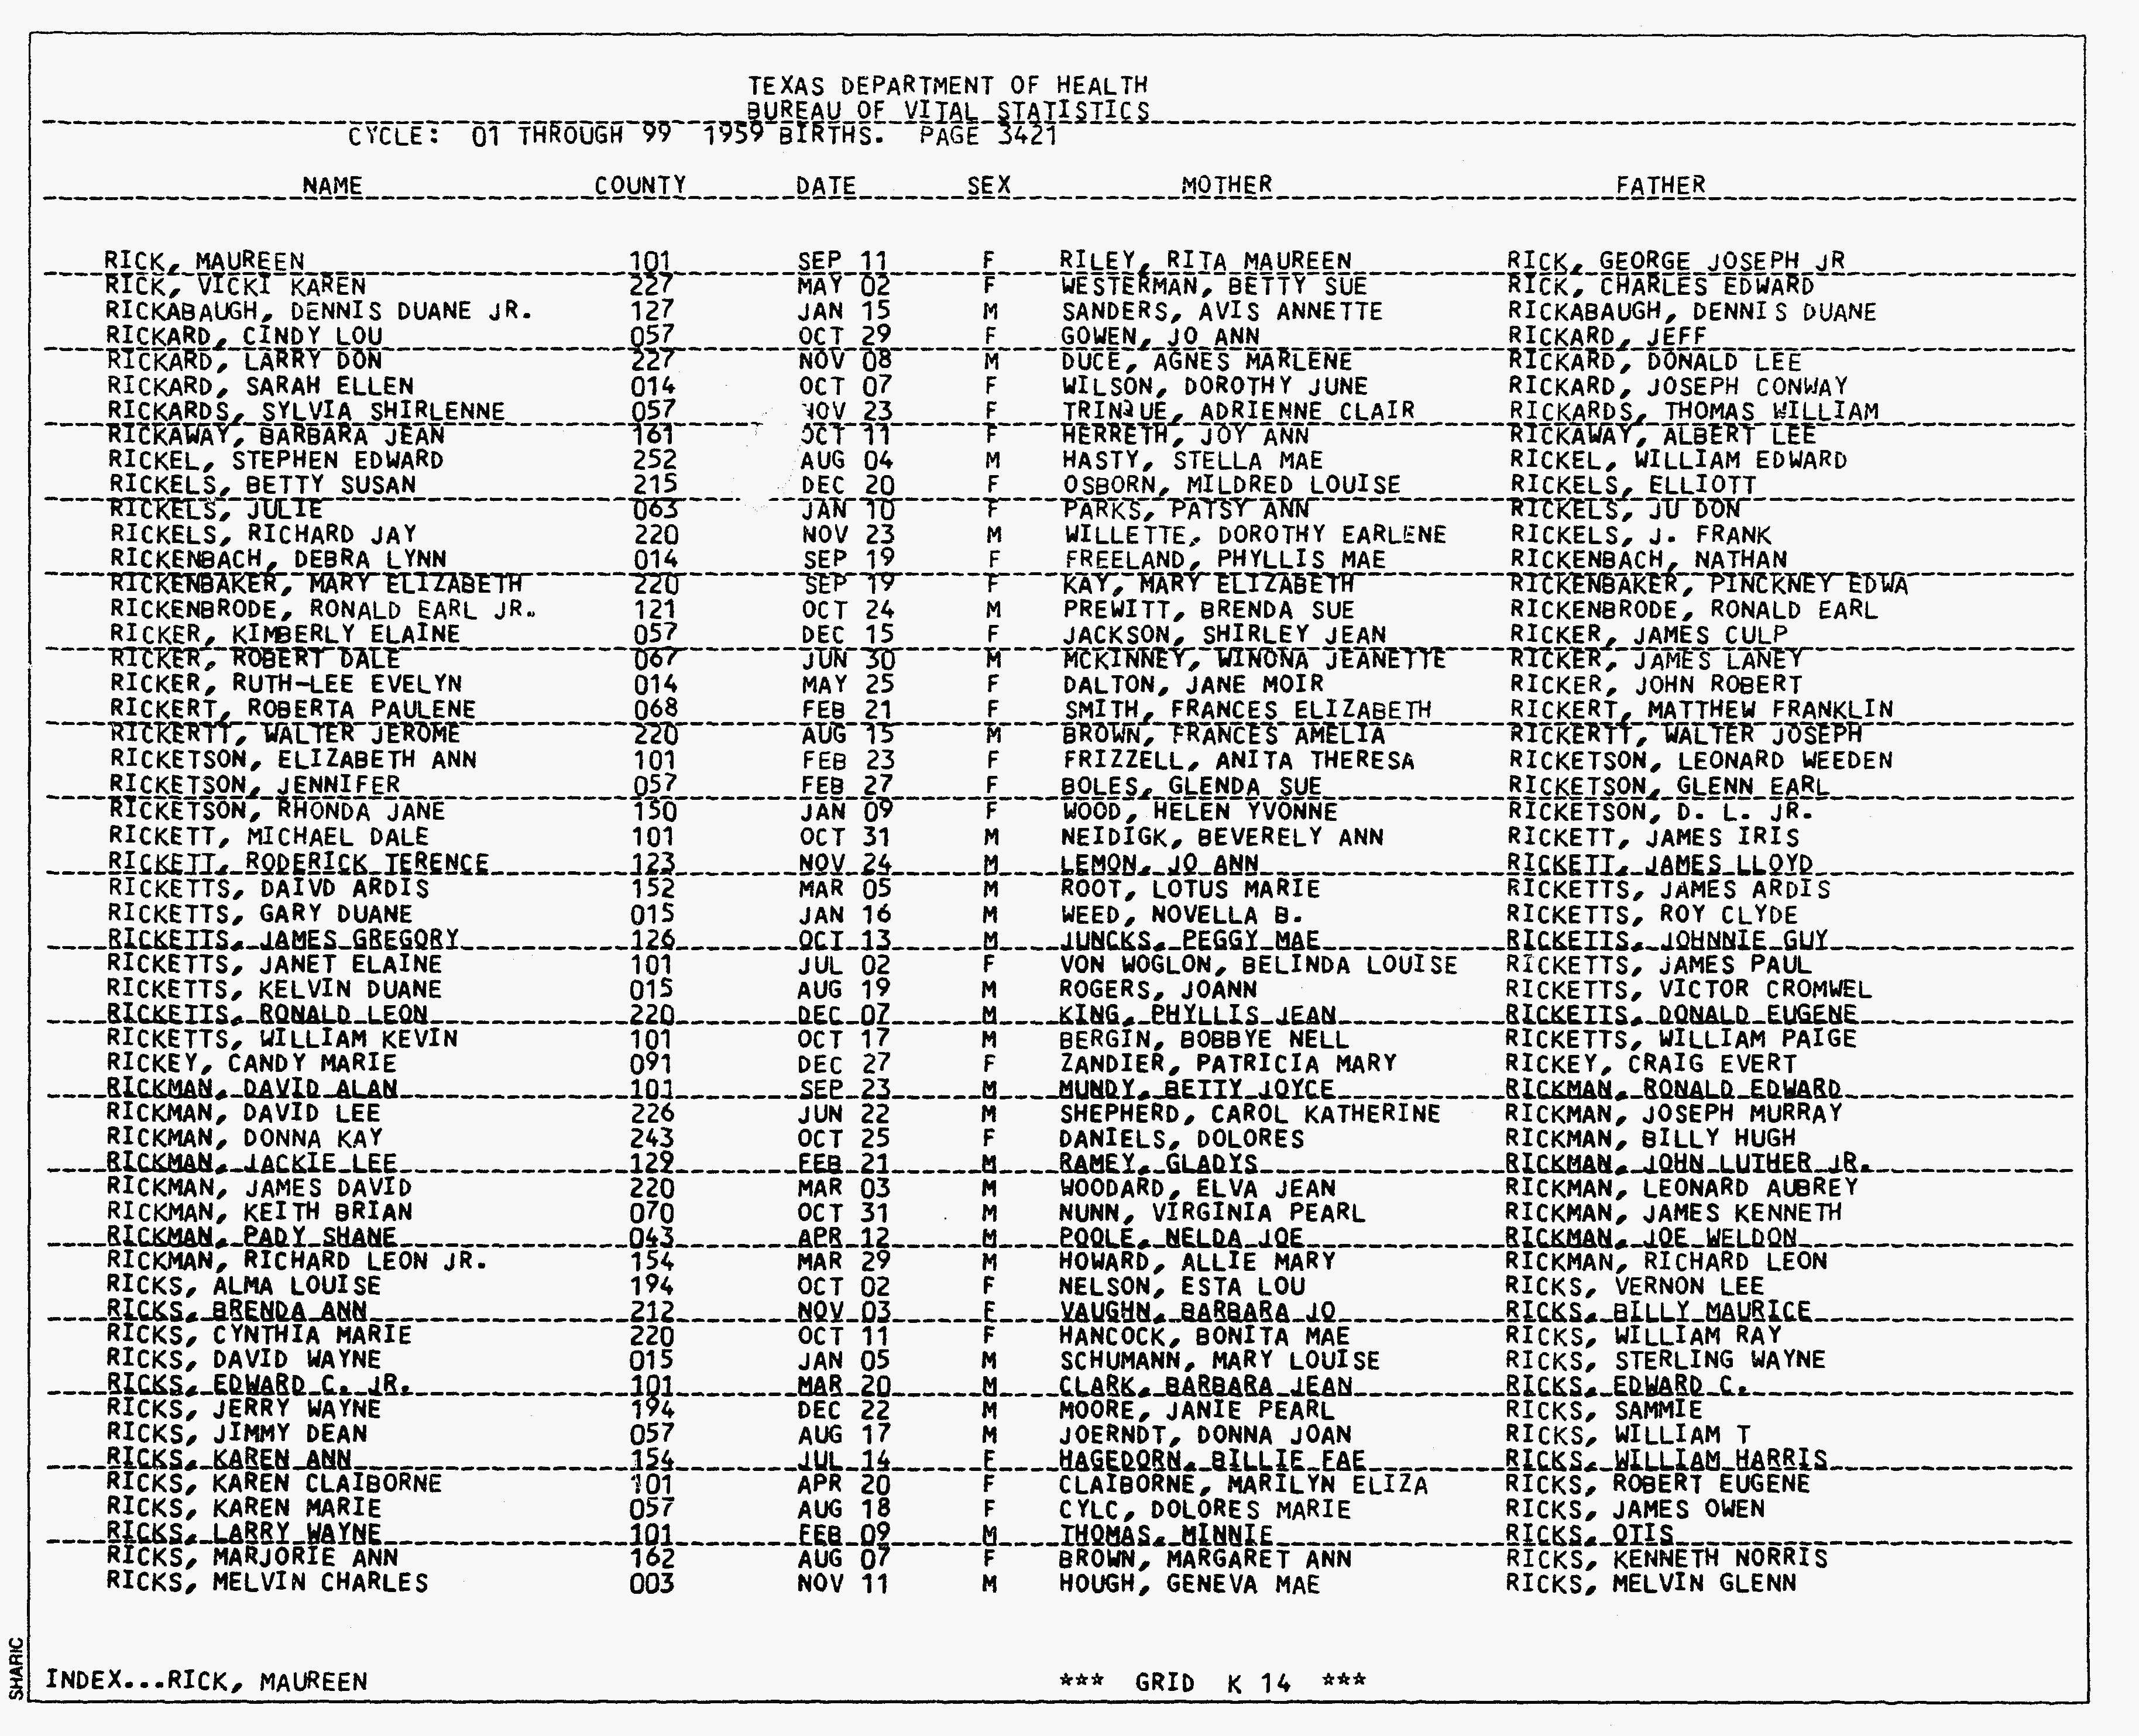 TEXAS DEPARTMENT OF HEALTH
BUREAU OF VITAL STATISTICS
CYCLE: 01 THROUGH 99 1959 BIRTHS. PAGE 3421
NAME COUNTY DATE SEX MOTHER FATHER
RICK, MAUREEN 101 SEP 11 F RILEY, RITA MAUREEN RICK, GEORGE JOSEPH JR
RICK, VICKI KAREN 227 MAY 02 F WESTERMAN, BETTY SUE RICK, CHARLES EDWARD
RICKABAUGH, DENNIS DUANE JR. 127 JAN 15 M SANDERS, AVIS ANNETTE RICKABAUGH, DENNIS DUANE
RICKARD, CINDY LOU 057 OCT 29 F GOWEN, JO ANN RICKARD, JEFF
RICKARD, LARRY DON 227 NOV 08 M DUCE, AGNES MARLENE RICKARD, DONALD LEE
RICKARD, SARAH ELLEN 014 OCT 07 F WILSON, DOROTHY JUNE RICKARD, JOSEPH CONWAY
RICKARDS, SYLVIA SHIRLENNE 057 NOV 23 F TRINQUE, ADRIENNE CLAIR RICKARDS, THOMAS WILLIAM
RICKAWAY, BARBARA JEAN 161 OCT 11 F HERRETH, JOY ANN RICKAWAY, ALBERT LEE
RICKEL, STEPHEN EDWARD 252 AUG 04 M HASTY, STELLA MAE RICKEL, WILLIAM EDWARD
RICKELS, BETTY SUSAN 215 DEC 20 F OSBORN, MILDRED LOUISE RICKELS, ELLIOTT
RICKELS, JULIE 063 JAN 10 F PARKS, PATSY ANN RICKELS, JU DON
RICKELS, RICHARD JAY 220 NOV 23 M WILLETTE, DOROTHY EARLENE RICKELS, J. FRANK
RICKENBACH, DEBRA LYNN 014 SEP 19 F FREELAND, PHYLLIS MAE RICKENBACH, NATHAN
RICKENBAKER, MARY ELIZABETH 220 SEP 19 F KAY, MARY ELIZABETH RICKENBAKER, PINCKNEY EDWA
RICKENBRODE, RONALD EARL JR. 121 OCT 24 M PREWITT, BRENDA SUE RICKENBRODE, RONALD EARL
RICKER, KIMBERLY ELAINE 057 DEC 15 F JACKSON, SHIRLEY JEAN RICKER, JAMES CULP
RICKER, ROBERT DALE 067 JUN 30 M MCKINNEY, WINONA JEANETTE RICKER, JAMES LANEY
RICKER, RUTH-LEE EVELYN 014 MAY 25 F DALTON, JANE MOIR RICKER, JOHN ROBERT
RICKERT, ROBERTA PAULENE 068 FEB 21 F SMITH, FRANCES ELIZABETH RICKERT, MATTHEW FRANKLIN
RICKERTT, WALTER JEROME 220 AUG 15 M BROWN, FRANCES AMELIA RICKERTT, WALTER JOSEPH
RICKETSON, ELIZABETH ANN 101 FEB 23 F FRIZZELL, ANITA THERESA RICKETSON, LEONARD WEEDEN
RICKETSON, JENNIFER 057 FEB 27 F BOLES, GLENDA SUE RICKETSON, GLENN EARL
RICKETSON, RHONDA JANE 150 JAN 09 F WOOD, HELEN YVONNE RICKETSON, D. L. JR.
RICKETT, MICHAEL DALE 101 OCT 31 M NEIDIGK, BEVERELY ANN RICKETT, JAMES IRIS
RICKETT, RODERICK TERENCE 123 NOV 24 M LEMON, JO ANN RICKETT, JAMES LLOYD
RICKETTS, DAIVD ARDIS 152 MAR 05 M ROOT, LOTUS MARIE RICKETTS, JAMES ARDIS
RICKETTS, GARY DUANE 015 JAN 16 M WEED, NOVELLA B. RICKETTS, ROY CLYDE
RICKETTS, JAMES GREGORY 126 OCT 13 M JUNCKS, PEGGY MAE RICKETTS, JOHNNIE GUY
RICKETTS, JANET ELAINE 101 JUL 02 F VON WOGLON, BELINDA LOUISE RICKETTS, JAMES PAUL
RICKETTS, KELVIN DUANE 015 AUG 19 M ROGERS, JOANN RICKETTS, VICTOR CROMWEL
RICKETTS, RONALD LEON 220 DEC 07 M KING, PHYLLIS JEAN RICKETTS, DONALD EUGENE
RICKETTS, WILLIAM KEVIN 101 OCT 17 M BERGIN, BOBBYE NELL RICKETTS, WILLIAM PAIGE
RICKEY, CANDY MARIE 091 DEC 27 F ZANDIER, PATRICIA MARY RICKEY, CRAIG EVERT
RICKMAN, DAVID ALAN 101 SEP 23 M MUNDY, BETTY JOYCE RICKMAN, RONALD EDWARD
RICKMAN, DAVID LEE 226 JUN 22 M SHEPHERD, CAROL KATHERINE RICKMAN, JOSEPH MURRAY
RICKMAN, DONNA KAY 243 OCT 25 F DANIELS, DOLORES RICKMAN, BILLY HUGH
RICKMAN, JACKIE LEE 129 FEB 21 M RAMEY, GLADYS RICKMAN, JOHN LUTHER JR.
RICKMAN, JAMES DAVID 220 MAR 03 M WOODARD, ELVA JEAN RICKMAN, LEONARD AUBREY
RICKMAN, KEITH BRIAN 070 OCT 31 M NUNN, VIRGINIA PEARL RICKMAN, JAMES KENNETH
RICKMAN, PADY SHANE 043 APR 12 M POOLE, NELDA JOE RICKMAN, JOE WELDON
RICKMAN, RICHARD LEON JR. 154 MAR 29 M HOWARD, ALLIE MARY RICKMAN, RICHARD LEON
RICKS, ALMA LOUISE 194 OCT 02 F NELSON, ESTA LOU RICKS, VERNON LEE
RICKS, BRENDA ANN 212 NOV 03 F VAUGHN, BARBARA JO RICKS, BILLY MAURICE
RICKS, CYNTHIA MARIE 220 OCT 11 F HANCOCK, BONITA MAE RICKS, WILLIAM RAY
RICKS, DAVID WAYNE 015 JAN 05 M SCHUMANN, MARY LOUISE RICKS, STERLING WAYNE
RICKS, EDWARD C. JR. 101 MAR 20 M CLARK, BARBARA JEAN RICKS, EDWARD C.
RICKS, JERRY WAYNE 194 DEC 22 M MOORE, JANIE PEARL RICKS, SAMMIE
RICKS, JIMMY DEAN 057 AUG 17 M JOERNDT, DONNA JOAN RICKS, WILLIAM T
RICKS, KAREN ANN 154 JUL 14 F HAGEDORN, BILLIE FAE RICKS, WILLIAM HARRIS
RICKS, KAREN CLAIBORNE 101 APR 20 F CLAIBORNE, MARILYN ELIZA RICKS, ROBERT EUGENE
RICKS, KAREN MARIE 057 AUG 18 F CYLC, DOLORES MARIE RICKS, JAMES OWEN
RICKS, LARRY WAYNE 101 FEB 09 M THOMAS, MINNIE RICKS, OTIS
RICKS, MARJORIE ANN 162 AUG 07 F BROWN, MARGARET ANN RICKS, KENNETH NORRIS
RICKS, MELVIN CHARLES 003 NOV 11 M HOUGH, GENEVA MAE RICKS, MELVIN GLENN
INDEX...RICK, MAUREEN *** GRID K 14 ***
SHARIC